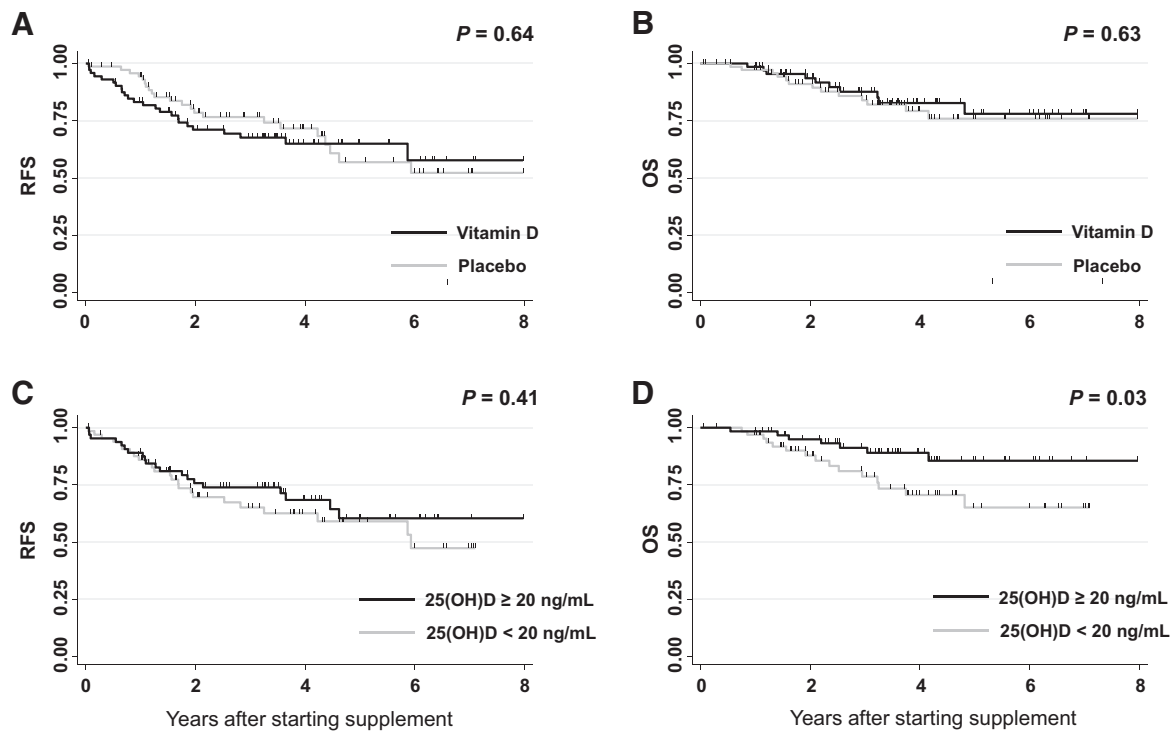 A
P = 0.64
RFS
1.00
0.75
0.50
0.25
0.00
Vitamin D
Placebo
0 2 4 6 8
B
P = 0.63
OS
1.00
0.75
0.50
0.25
0.00
Vitamin D
Placebo
0 2 4 6 8
C
P = 0.41
RFS
1.00
0.75
0.50
0.25
0.00
25(OH)D ≥ 20 ng/mL
25(OH)D < 20 ng/mL
0 2 4 6 8
Years after starting supplement
D
P = 0.03
OS
1.00
0.75
0.50
0.25
0.00
25(OH)D ≥ 20 ng/mL
25(OH)D < 20 ng/mL
0 2 4 6 8
Years after starting supplement